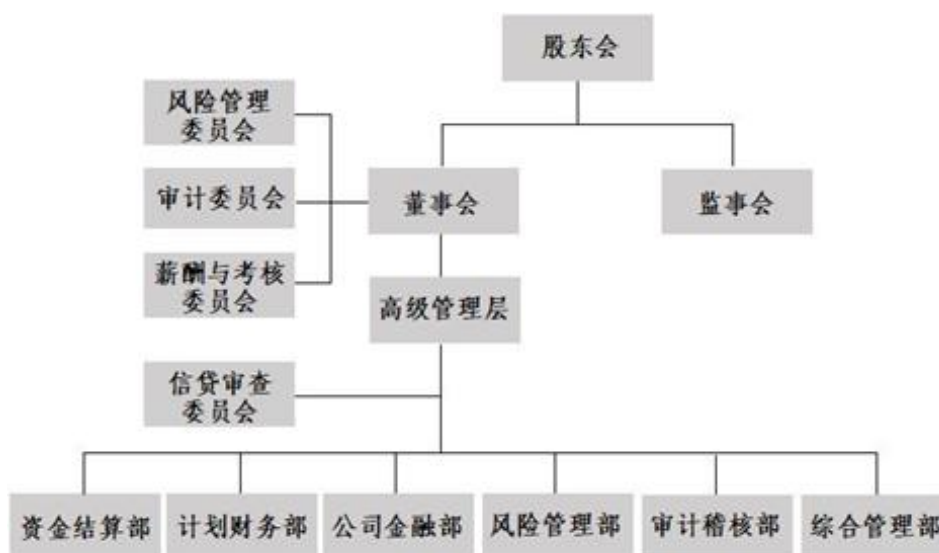 股东会
风险管理
委员会
审计委员会
董事会
监事会
薪酬与考核
委员会
高级管理层
信贷审查
委员会
资金结算部
计划财务部
公司金融部
风险管理部
审计稽核部
综合管理部